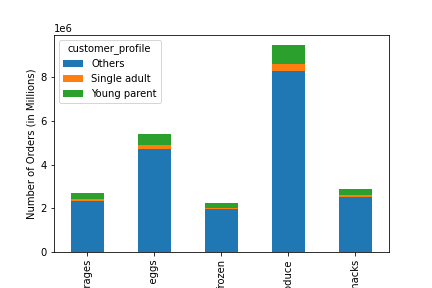 1e6
customer_profile
Others
Single adult
Young parent
Number of Orders (in Millions)
8
6
4
2
0
rages
eggs
frozen
oduce
nacks